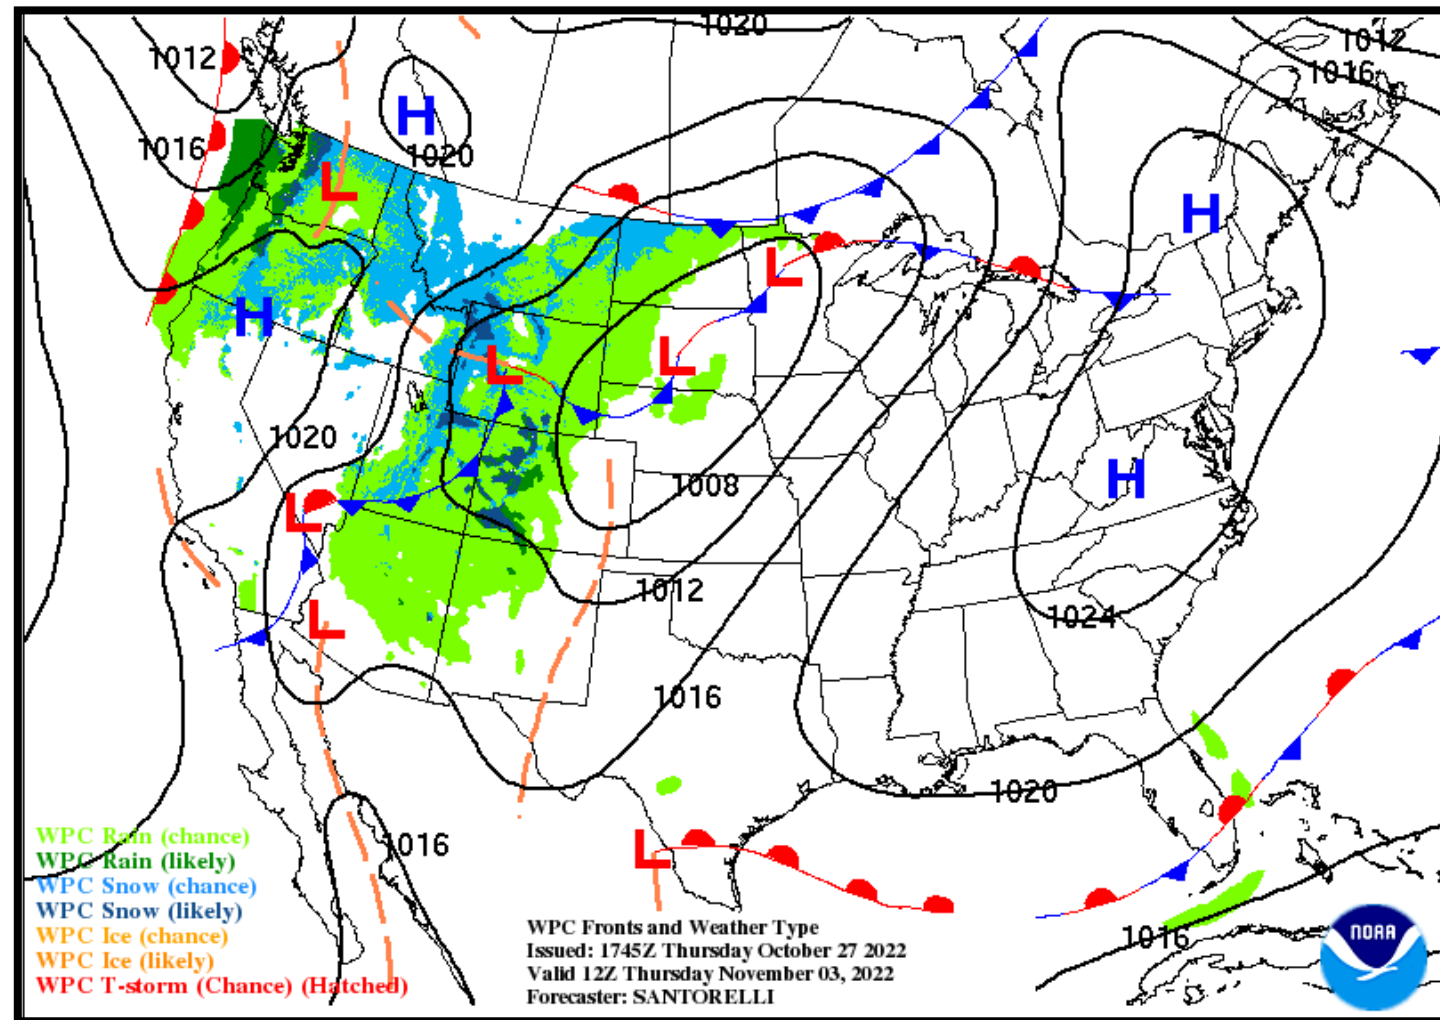 1020
1012
1012
1016
H
1016
1020
L
H
L
H
L
L
1020
H
1008
L
1012
L
1024
1016
1020
L
1016
1016
WPC Rain (chance)
WPC Rain (likely)
WPC Snow (chance)
WPC Snow (likely)
WPC Ice (chance)
WPC Ice (likely)
WPC T-storm (Chance) (Hatched)
WPC Fronts and Weather Type
Issued: 1745Z Thursday October 27 2022
Valid 12Z Thursday November 03, 2022
Forecaster: SANTORELLI
NOAA